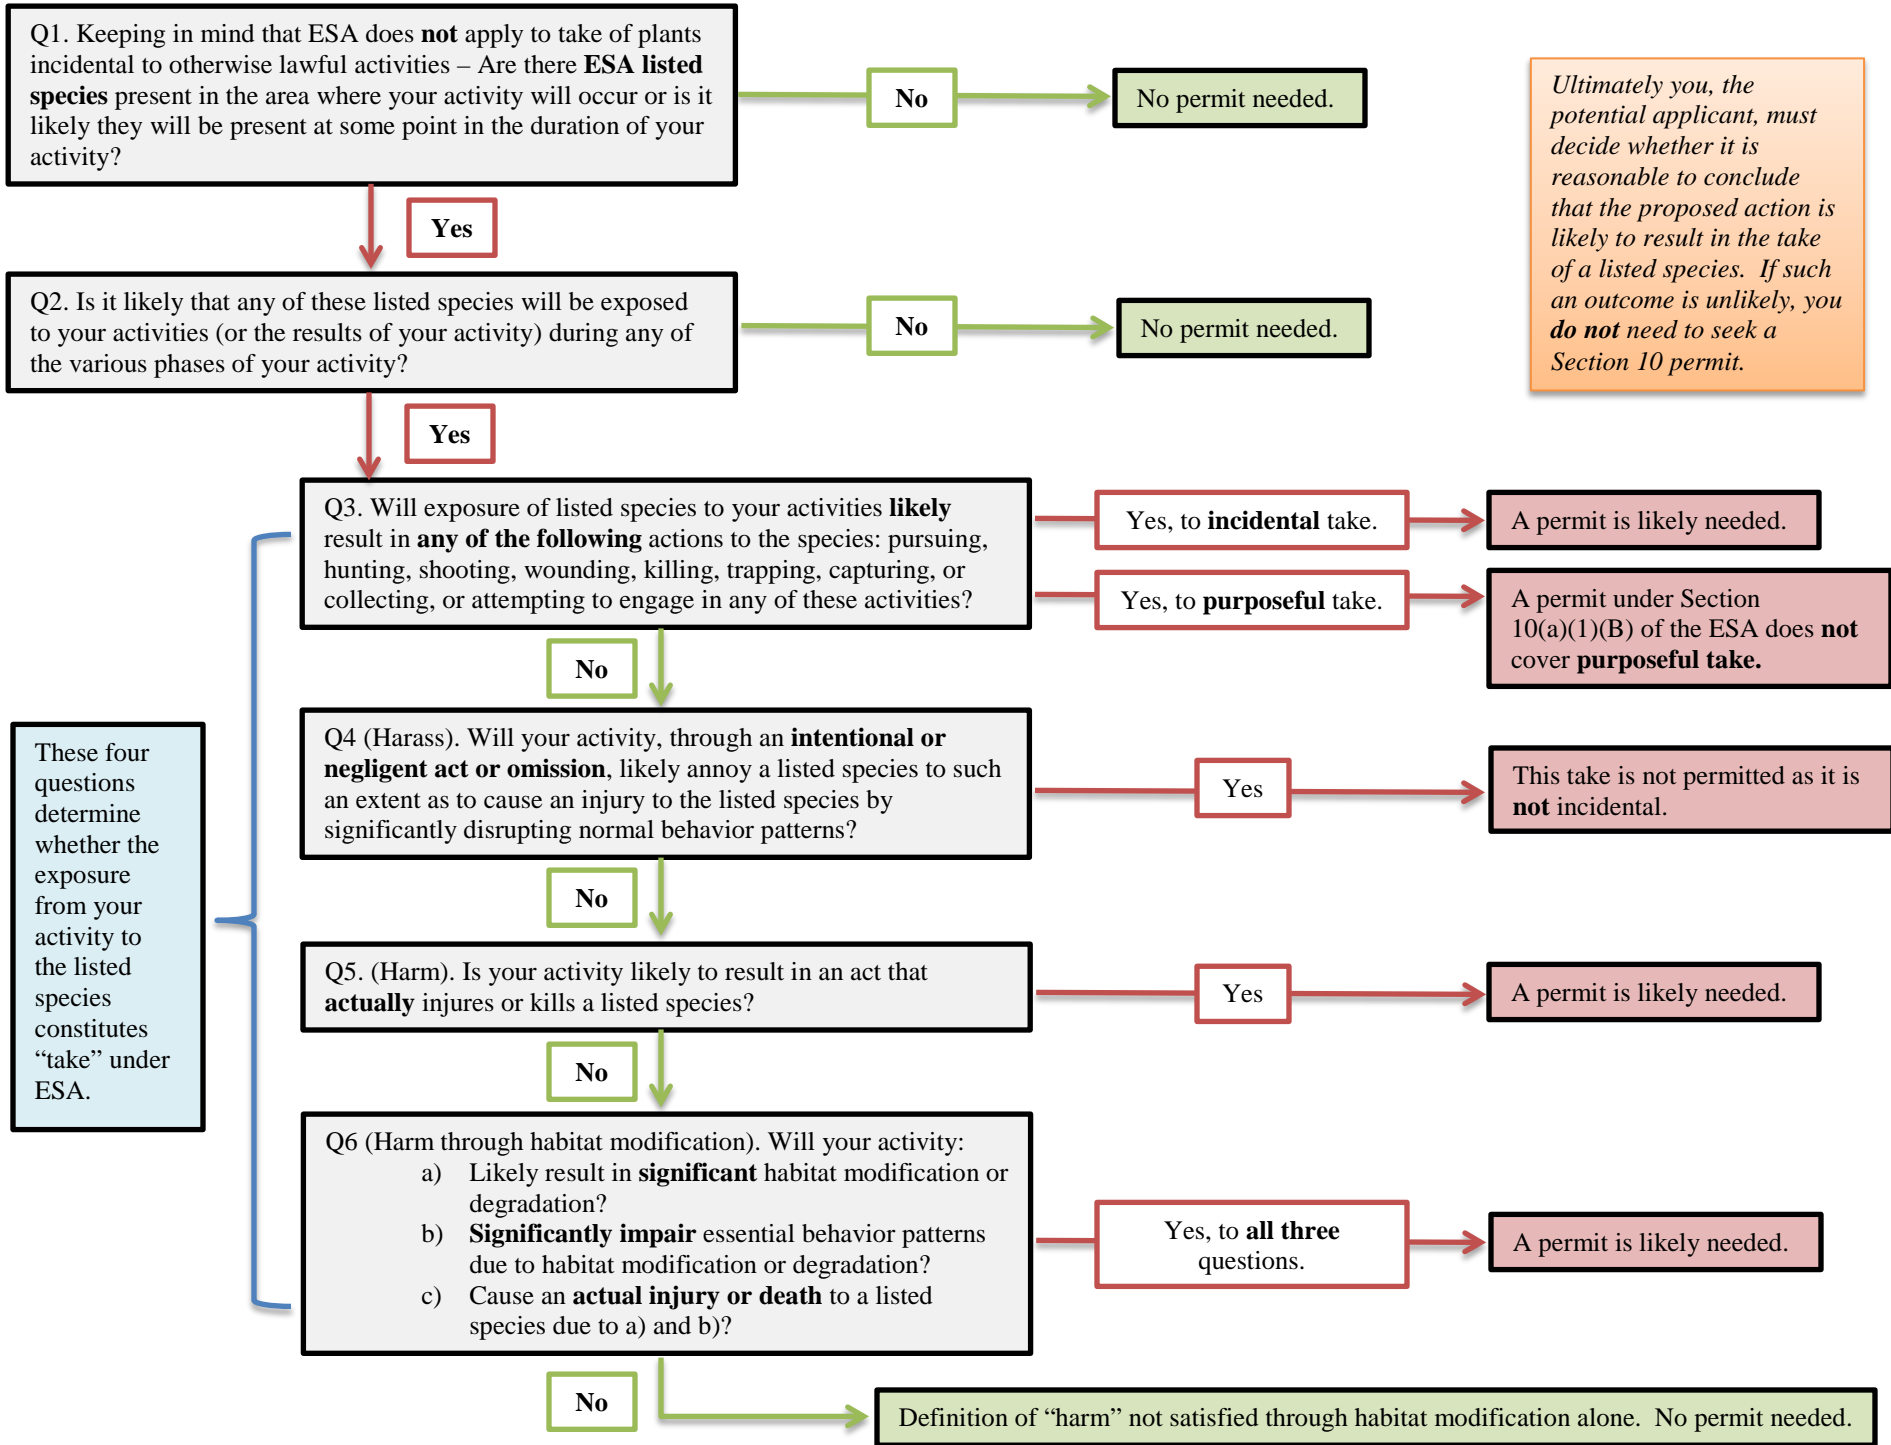 Q1. Keeping in mind that ESA does not apply to take of plants
incidental to otherwise lawful activities – Are there ESA listed
species present in the area where your activity will occur or is it
likely they will be present at some point in the duration of your
activity?
No
No permit needed.
Ultimately you, the
potential applicant, must
decide whether it is
reasonable to conclude
that the proposed action is
likely to result in the take
of a listed species. If such
an outcome is unlikely, you
do not need to seek a
Section 10 permit.
Yes
Q2. Is it likely that any of these listed species will be exposed
to your activities (or the results of your activity) during any of
the various phases of your activity?
No
No permit needed.
Yes
Q3. Will exposure of listed species to your activities likely
result in any of the following actions to the species: pursuing,
hunting, shooting, wounding, killing, trapping, capturing, or
collecting, or attempting to engage in any of these activities?
Yes, to incidental take.
A permit is likely needed.
Yes, to purposeful take.
A permit under Section
10(a)(1)(B) of the ESA does not
cover purposeful take.
No
These four
questions
determine
whether the
exposure
from your
activity to
the listed
species
constitutes
“take” under
ESA.
Q4 (Harass). Will your activity, through an intentional or
negligent act or omission, likely annoy a listed species to such
an extent as to cause an injury to the listed species by
significantly disrupting normal behavior patterns?
Yes
This take is not permitted as it is
not incidental.
No
Q5. (Harm). Is your activity likely to result in an act that
actually injures or kills a listed species?
Yes
A permit is likely needed.
No
Q6 (Harm through habitat modification). Will your activity:
a) Likely result in significant habitat modification or
degradation?
b) Significantly impair essential behavior patterns
due to habitat modification or degradation?
c) Cause an actual injury or death to a listed
species due to a) and b)?
Yes, to all three
questions.
A permit is likely needed.
No
Definition of “harm” not satisfied through habitat modification alone. No permit needed.